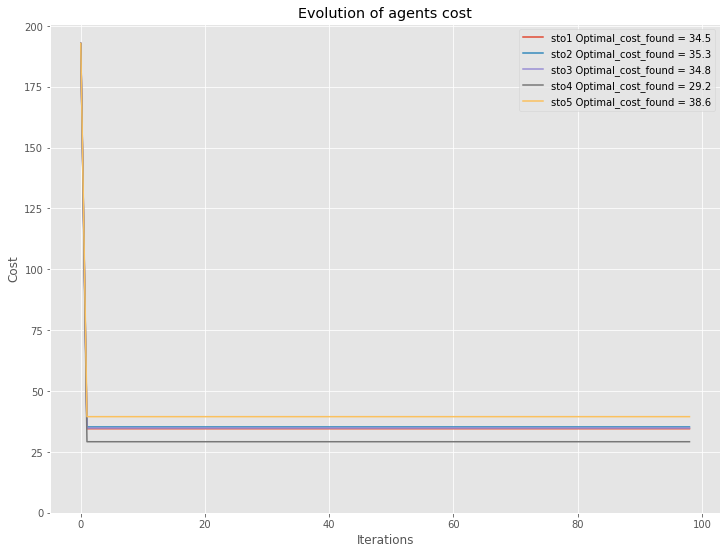 Evolution of agents cost
sto1 Optimal_cost_found = 34.5
sto2 Optimal_cost_found = 35.3
sto3 Optimal_cost_found = 34.8
sto4 Optimal_cost_found = 29.2
sto5 Optimal_cost_found = 38.6
200
175
150
125
100
75
50
25
0
Cost
0 20 40 60 80 100
Iterations